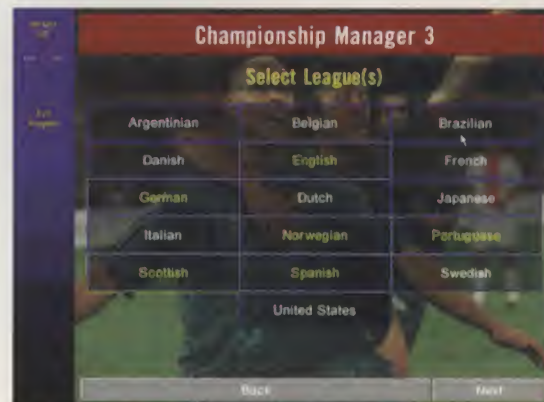 Championship Manager 3
Select League(s)
Argentinian Belgian Brazilian
Danish English French
German Dutch Japanese
Italian Norwegian Portuguese
Scottish Spanish Swedish
United States
Back Next